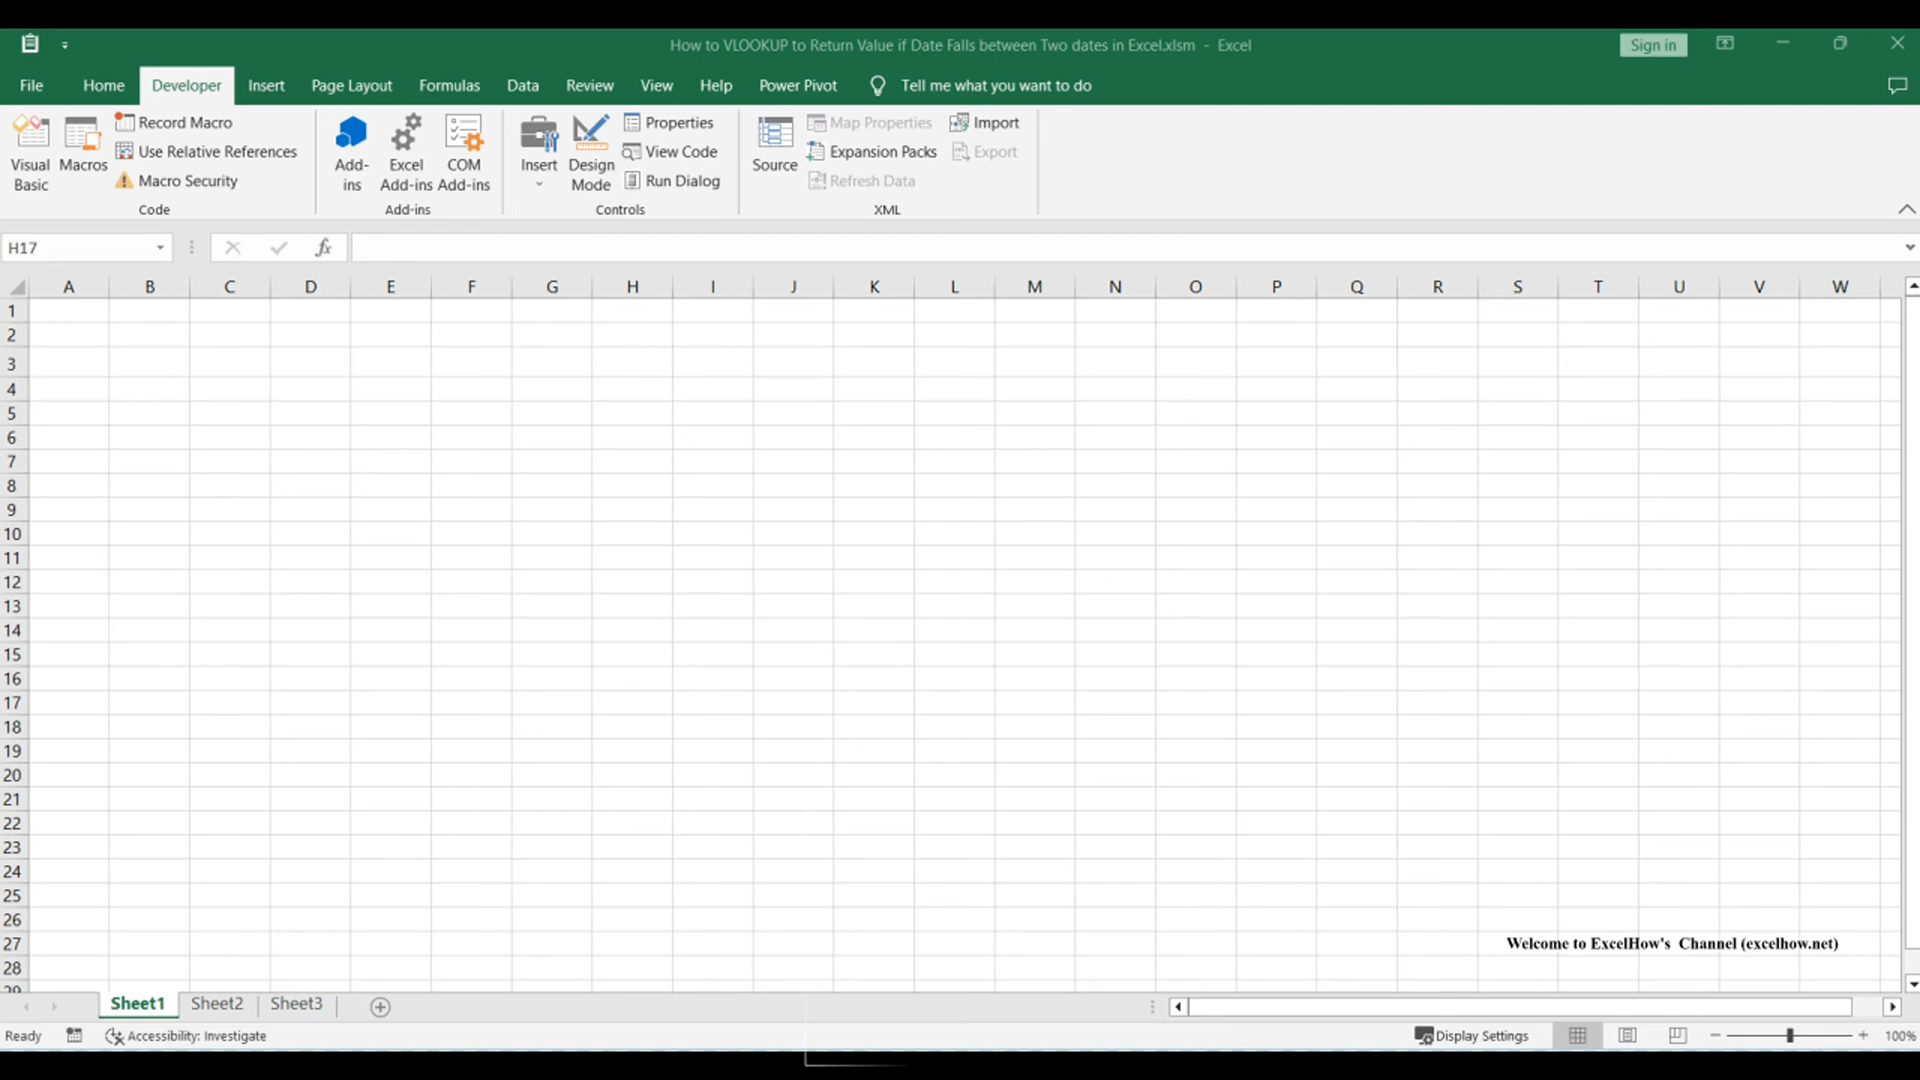 How to VLOOKUP to Return Value if Date Falls between Two dates in Excel.xlsm - Excel
Sign in
File Home Developer Insert Page Layout Formulas Data Review View Help Power Pivot Tell me what you want to do
Visual Basic
Macros
Record Macro
Use Relative References
Macro Security
Code
Add-ins
Excel Add-ins
COM Add-ins
Add-ins
Insert
Design Mode
Properties
View Code
Run Dialog
Controls
Source
Map Properties
Expansion Packs
Refresh Data
Import
Export
XML
H17
fx
A B C D E F G H I J K L M N O P Q R S T U V W
1
2
3
4
5
6
7
8
9
10
11
12
13
14
15
16
17
18
19
20
21
22
23
24
25
26
27
Welcome to ExcelHow's Channel (excelhow.net)
28
29
Sheet1 Sheet2 Sheet3
Ready Accessibility: Investigate Display Settings 100%